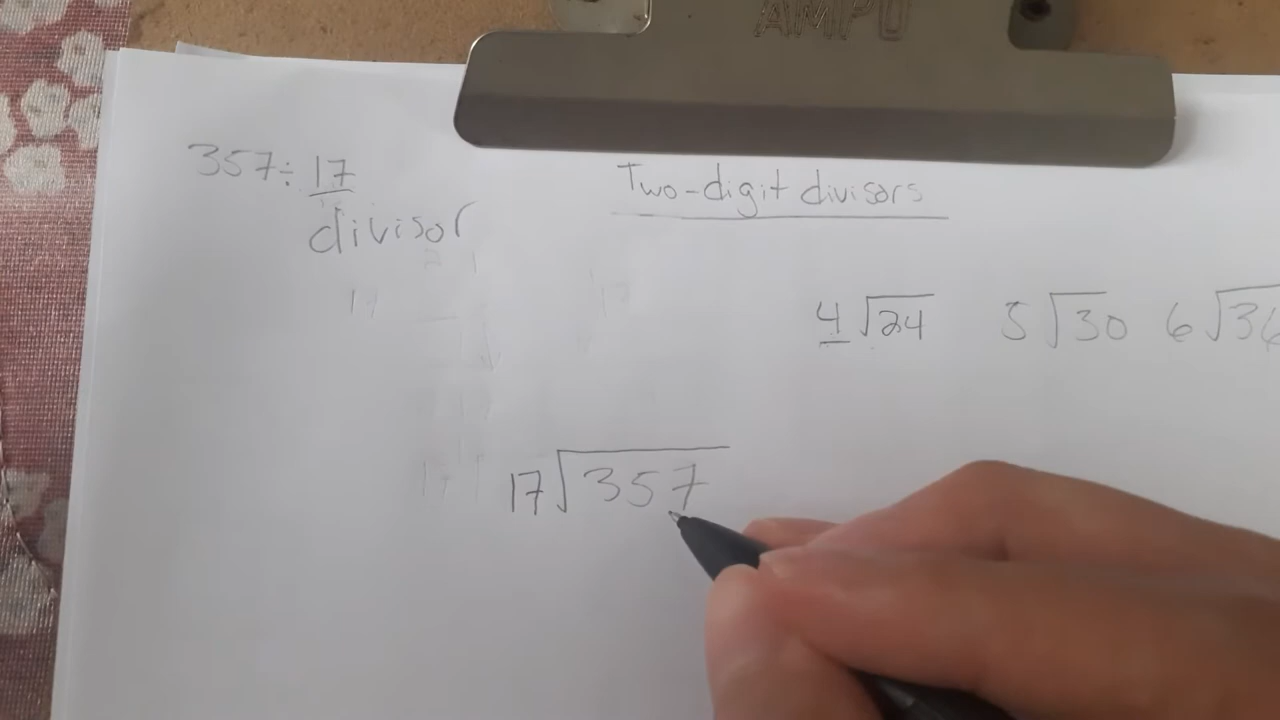 AMPO
357÷17
divisor
Two-digit divisors
4√24 5√30 6√36
17√357